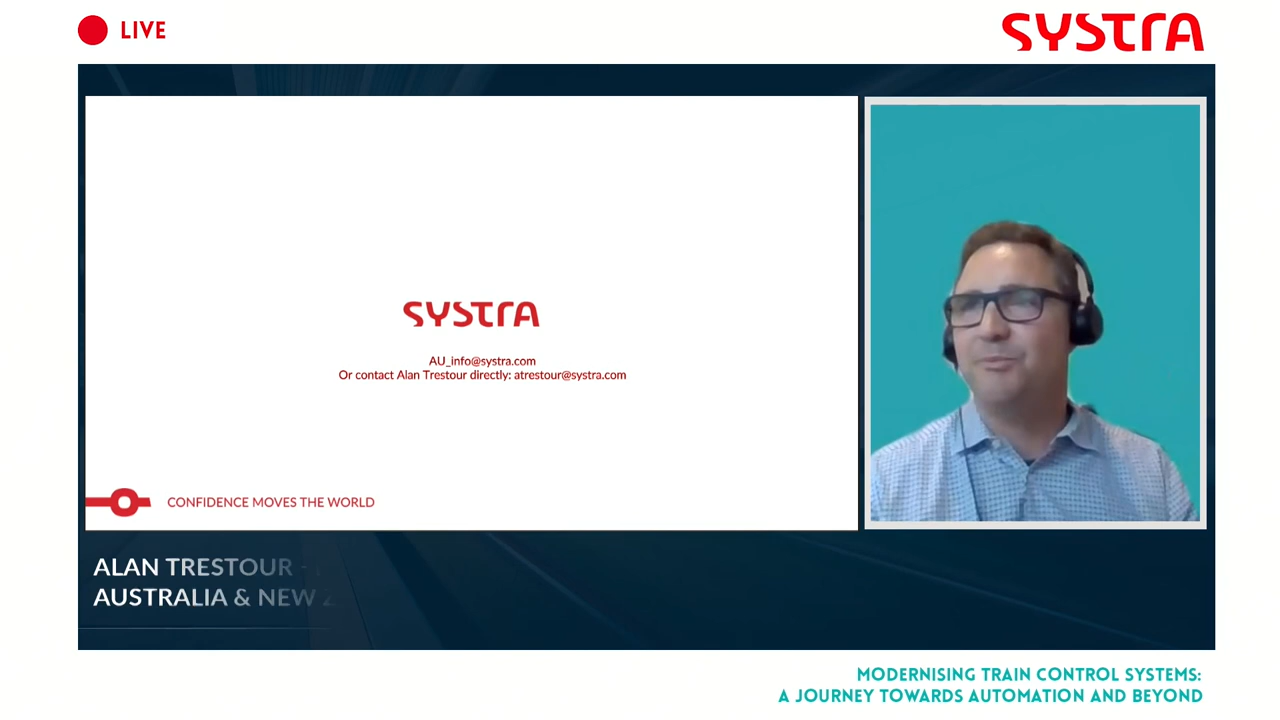 LIVE
SYSTRA
SYSTRA
AU_info@systra.com
Or contact Alan Trestour directly: atrestour@systra.com
CONFIDENCE MOVES THE WORLD
ALAN TRESTOUR -
AUSTRALIA & NEW
MODERNISING TRAIN CONTROL SYSTEMS:
A JOURNEY TOWARDS AUTOMATION AND BEYOND